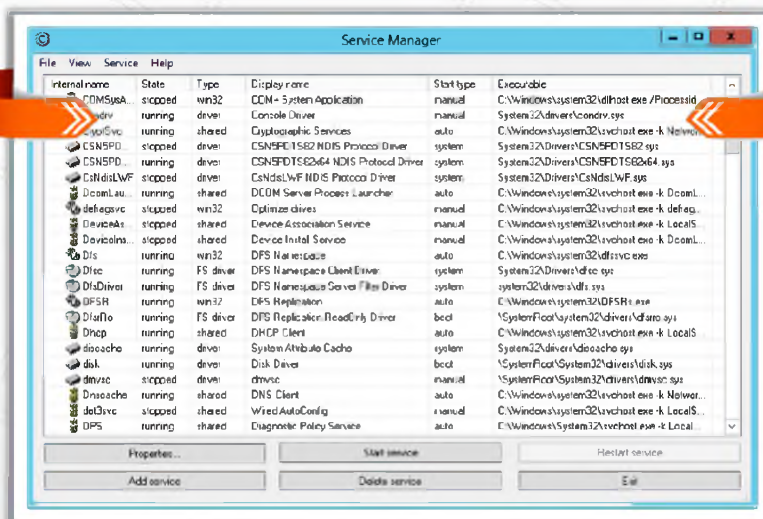 Service Manager
File View Service Help
Internal name State Type Display name Start type Executable
COMSysA... stopped win32 COM+ System Application manual C:\Windows\system32\dllhost.exe /Processid
condrv running driver Console Driver manual System32\drivers\condrv.sys
CryptSvc running shared Cryptographic Services auto C:\Windows\system32\svchost.exe -k Networ...
CSN5PD... stopped driver CSN5PDTS82 NDIS Protocol Driver system System32\Drivers\CSN5PDTS82.sys
CSN5PD... stopped driver CSN5PDTS82x64 NDIS Protocol Driver system System32\Drivers\CSN5PDTS82x64.sys
CsNdisLWF stopped driver CsNdisLWF NDIS Protocol Driver system System32\Drivers\CsNdisLWF.sys
DcomLau... running shared DCOM Server Process Launcher auto C:\Windows\system32\svchost.exe -k DcomL...
defragsvc stopped win32 Optimize drives manual C:\Windows\system32\svchost.exe -k defrag...
DeviceAs... stopped shared Device Association Service manual C:\Windows\system32\svchost.exe -k LocalS...
DeviceIns... stopped shared Device Install Service manual C:\Windows\system32\svchost.exe -k DcomL...
Dfs running win32 DFS Namespace auto C:\Windows\system32\dfssvc.exe
Dfsc running FS driver DFS Namespace Client Driver system System32\Drivers\dfsc.sys
DfsDriver running FS driver DFS Namespace Server Filter Driver system system32\drivers\dfs.sys
DFSR running win32 DFS Replication auto C:\Windows\system32\DFSRs.exe
DfsrRo running FS driver DFS Replication ReadOnly Driver boot \SystemRoot\system32\drivers\dfsrro.sys
Dhcp running shared DHCP Client auto C:\Windows\system32\svchost.exe -k LocalS...
discache running driver System Attribute Cache system System32\drivers\discache.sys
disk running driver Disk Driver boot \SystemRoot\System32\drivers\disk.sys
dmvsc stopped driver dmvsc manual \SystemRoot\System32\drivers\dmvsc.sys
Dnscache running shared DNS Client auto C:\Windows\system32\svchost.exe -k Networ...
dot3svc stopped shared Wired AutoConfig manual C:\Windows\system32\svchost.exe -k LocalS...
DPS running shared Diagnostic Policy Service auto C:\Windows\System32\svchost.exe -k Local...
Properties... Start service Restart service
Add service Delete service Exit